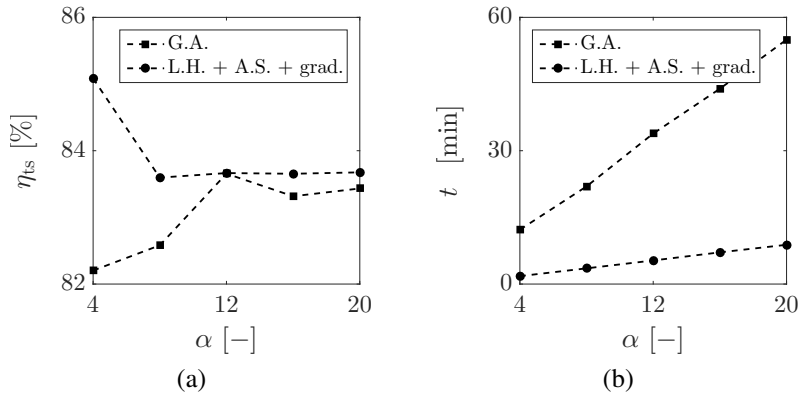 86
84
82
η_ts [%]
G.A.
L.H. + A.S. + grad.
4
12
20
α [−]
(a)
60
30
0
t [min]
G.A.
L.H. + A.S. + grad.
4
12
20
α [−]
(b)